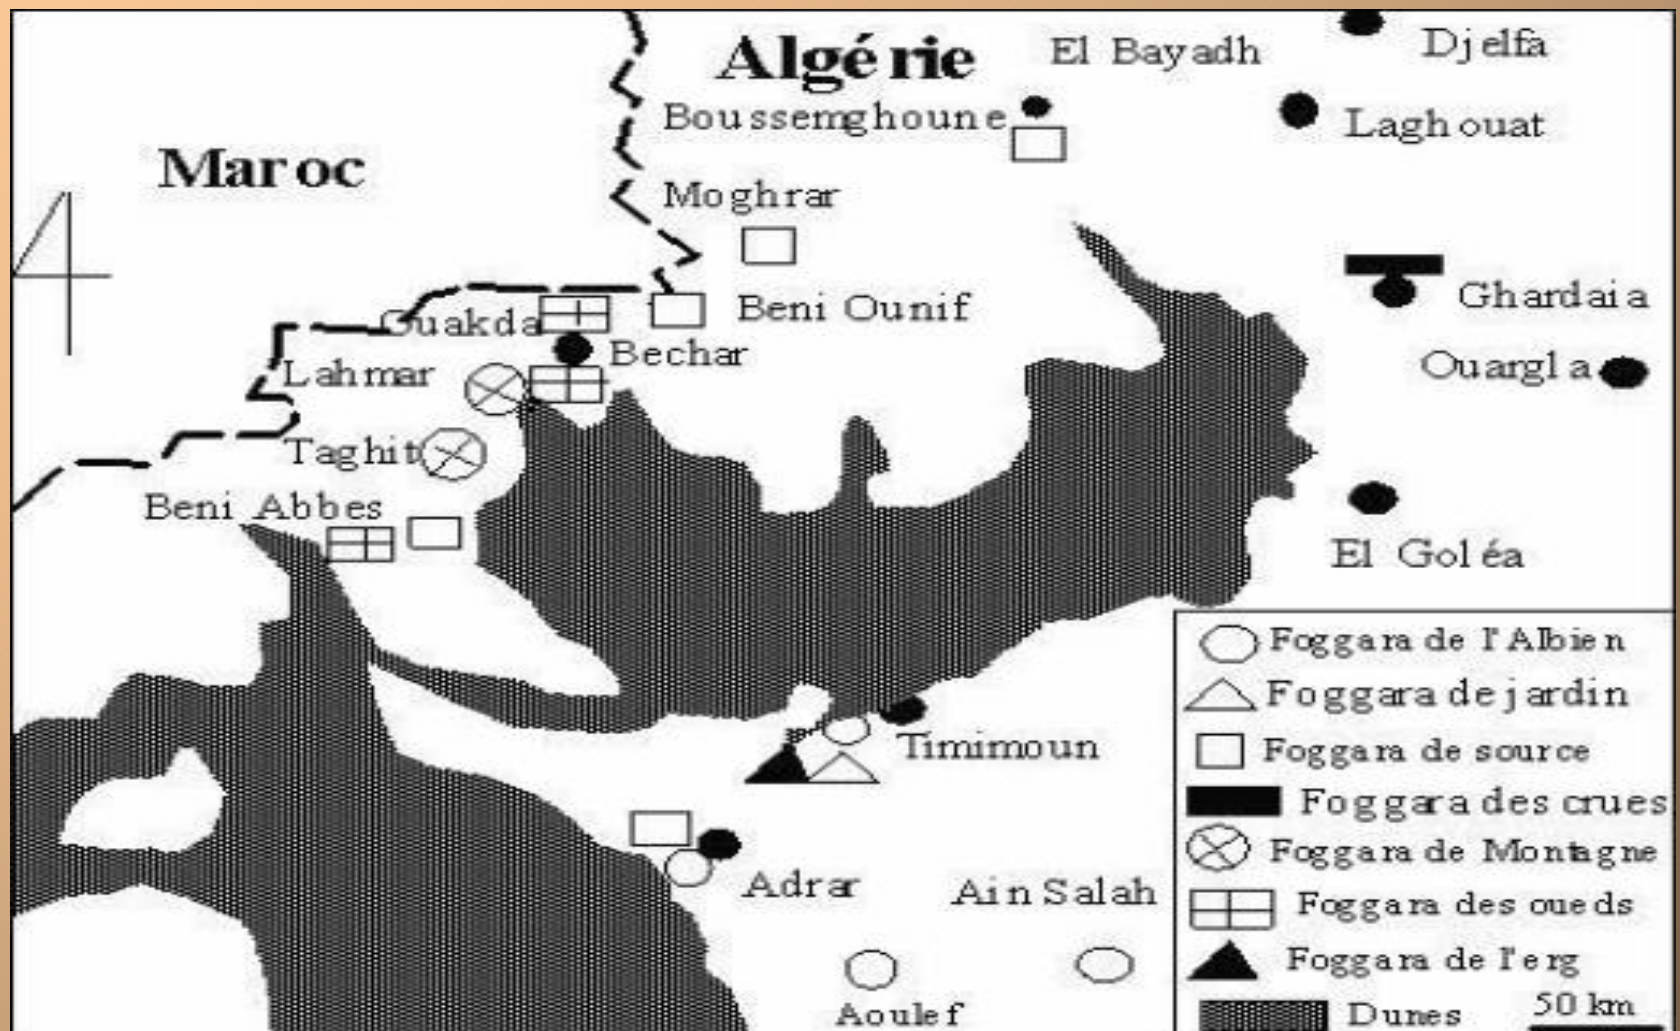 Algérie
El Bayadh
Djelfa
Boussemghoune
Laghouat
Maroc
Moghrar
Ghardaia
Beni Ounif
Ouakda
Bechar
Lahmar
Ouargla
Taghit
Beni Abbes
El Goléa
Timimoun
Adrar
Ain Salah
Aoulef
Foggara de l'Albien
Foggara de jardin
Foggara de source
Foggara des crues
Foggara de Montagne
Foggara des oueds
Foggara de l'erg
Dunes
50 km